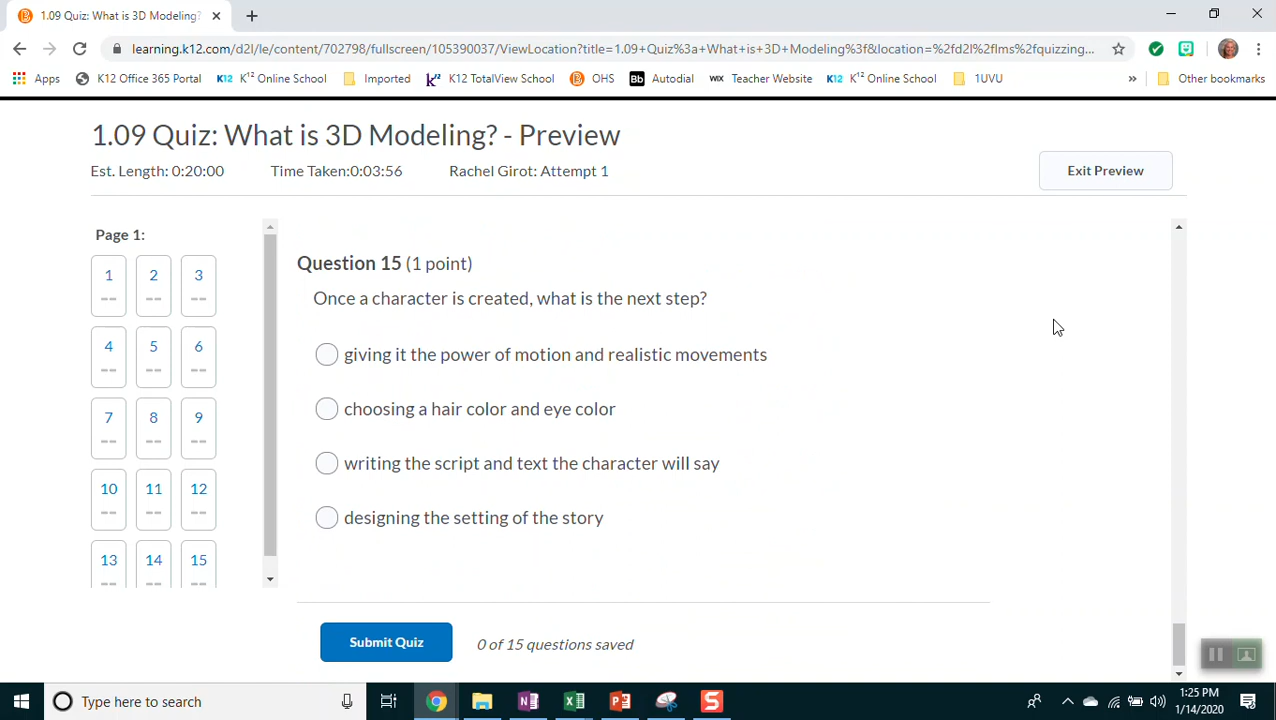 1.09 Quiz: What is 3D Modeling?
learning.k12.com/d2l/le/content/702798/fullscreen/105390037/ViewLocation?title=1.09+Quiz%3a+What+is+3D+Modeling%3f&location=%2fd2l%2flms%2fquizzing...
Apps K12 Office 365 Portal K12 K¹² Online School Imported K12 TotalView School OHS Bb Autodial WIX Teacher Website K12 K¹² Online School 1UVU » Other bookmarks
1.09 Quiz: What is 3D Modeling? - Preview
Est. Length: 0:20:00 Time Taken:0:03:56 Rachel Girot: Attempt 1
Exit Preview
Page 1:
1 2 3
-- -- --
4 5 6
-- -- --
7 8 9
-- -- --
10 11 12
-- -- --
13 14 15
-- -- --
Question 15 (1 point)
Once a character is created, what is the next step?
giving it the power of motion and realistic movements
choosing a hair color and eye color
writing the script and text the character will say
designing the setting of the story
Submit Quiz 0 of 15 questions saved
Type here to search
1:25 PM
1/14/2020